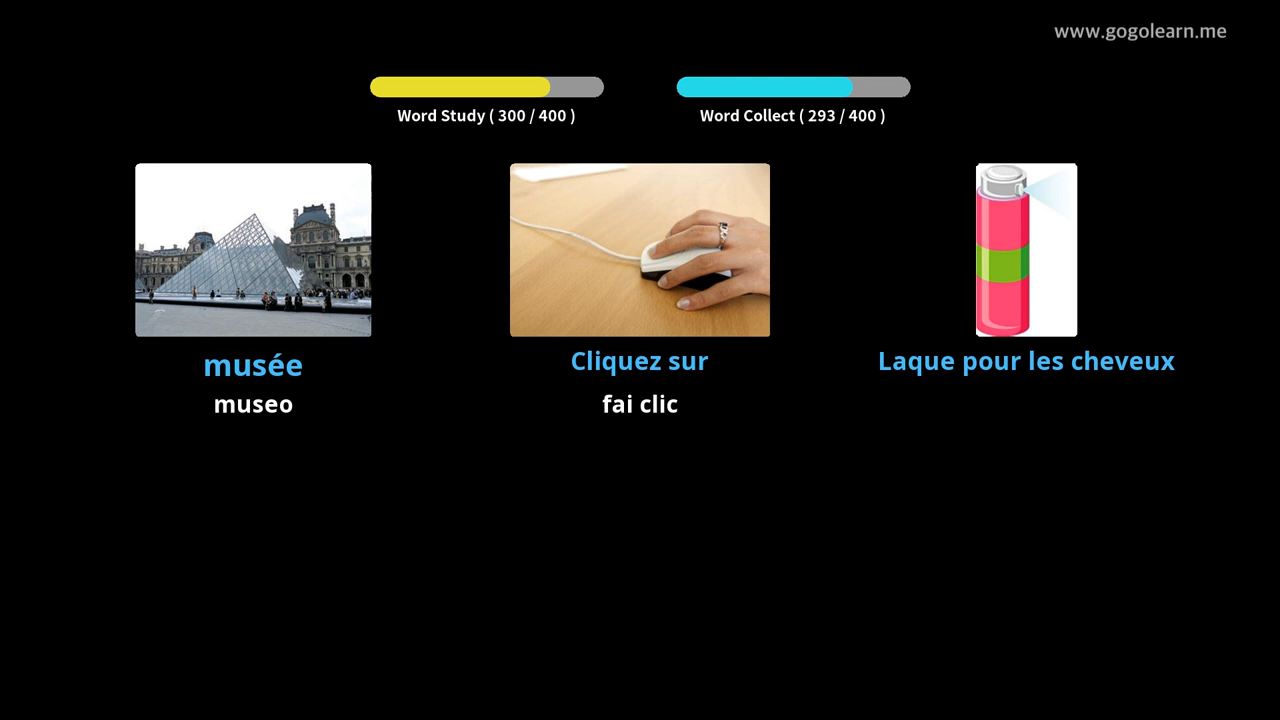 www.gogolearn.me
Word Study ( 300 / 400 )
Word Collect ( 293 / 400 )
musée
museo
Cliquez sur
fai clic
Laque pour les cheveux